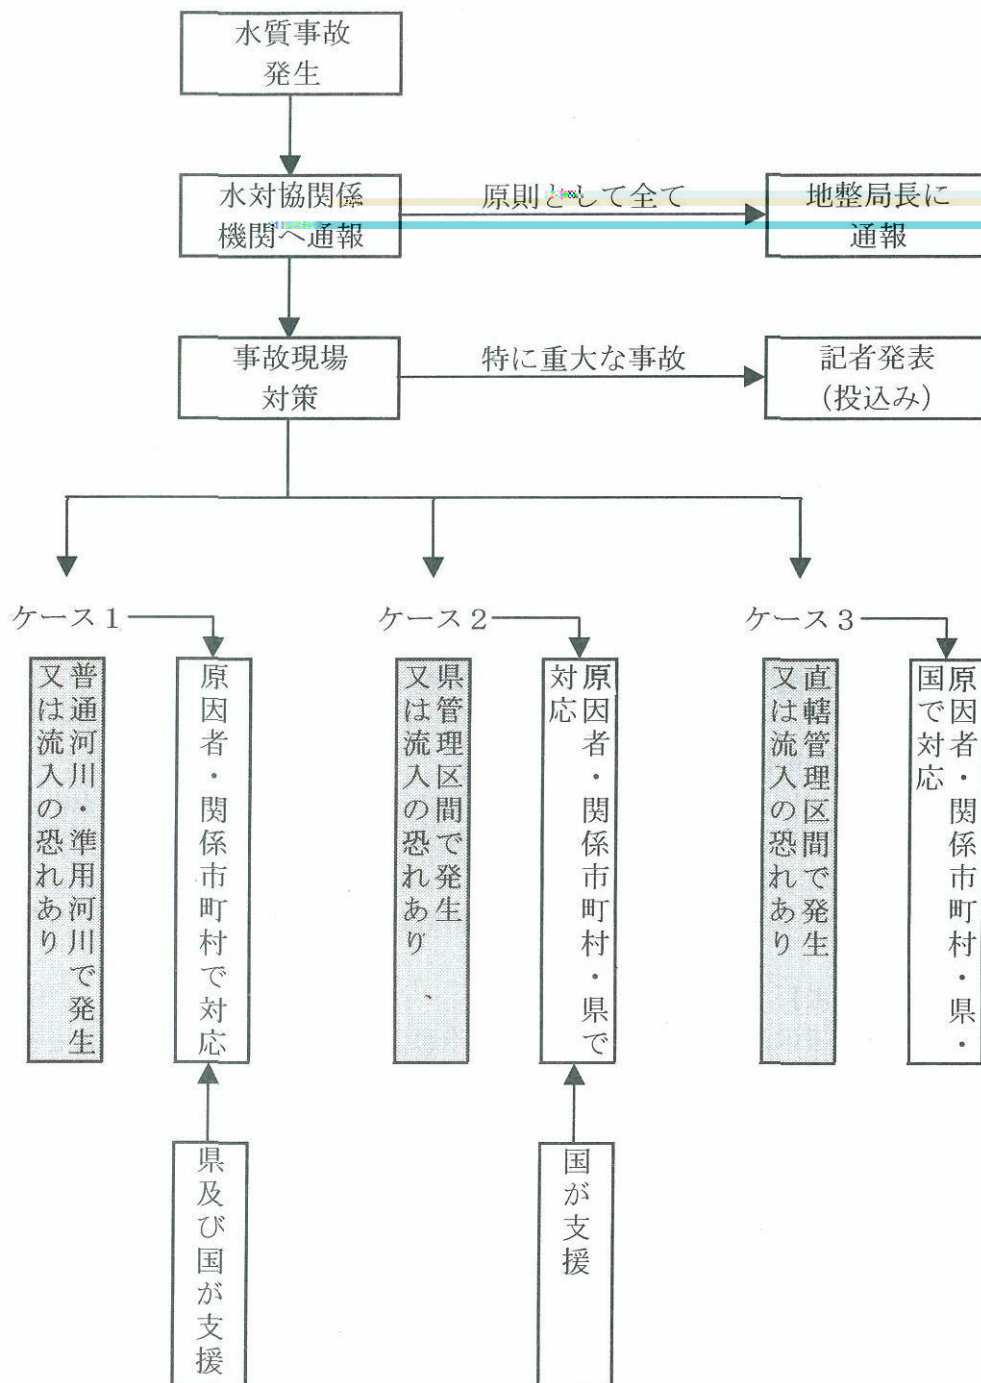 水質事故
発生
水対協関係
機関へ通報
原則として全て
地整局長に
通報
事故現場
対策
特に重大な事故
記者発表
(投込み)
ケース1
普通河川・準用河川で発生
又は流入の恐れあり
原因者・関係市町村で対応
県及び国が支援
ケース2
県管理区間で発生
又は流入の恐れあり
原因者・関係市町村・県で
対応
国が支援
ケース3
直轄管理区間で発生
又は流入の恐れあり
原因者・関係市町村・県・
国で対応